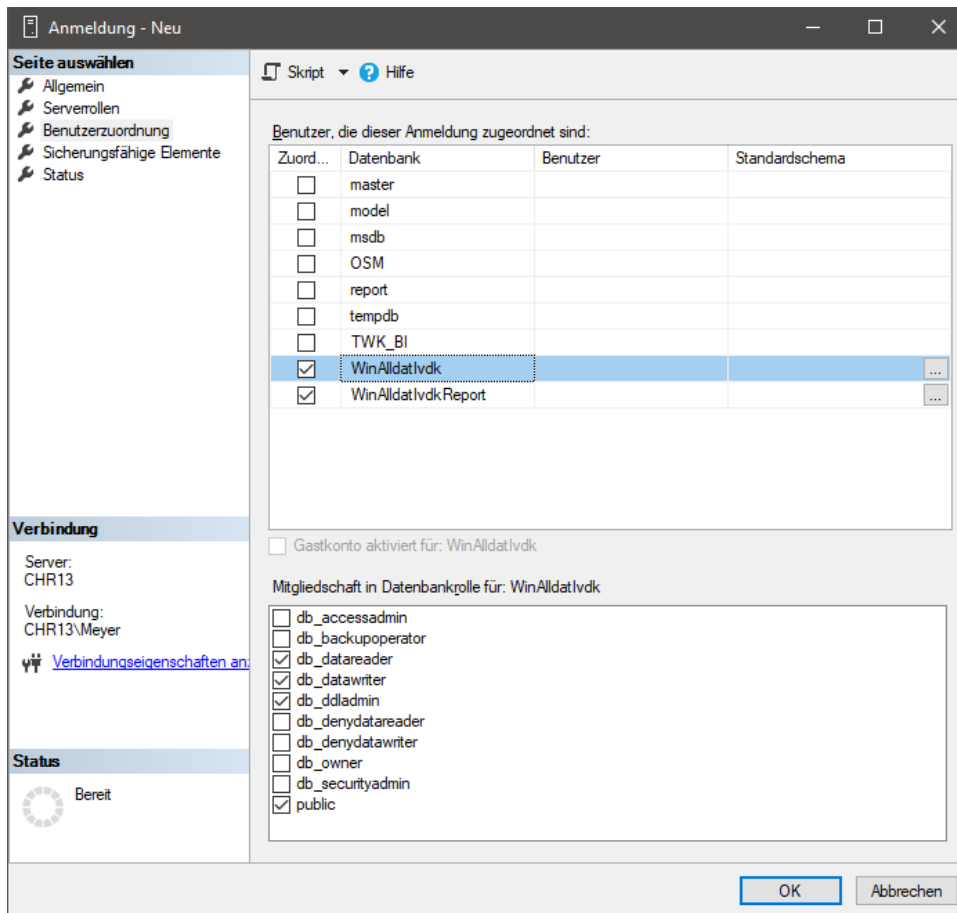 Anmeldung - Neu
Seite auswählen
Allgemein
Serverrollen
Benutzerzuordnung
Sicherungsfähige Elemente
Status
Skript
Hilfe
Benutzer, die dieser Anmeldung zugeordnet sind:
Zuord... Datenbank Benutzer Standardschema
master
model
msdb
OSM
report
tempdb
TWK_BI
WinAlldatIvdk ...
WinAlldatIvdkReport ...
Gastkonto aktiviert für: WinAlldatIvdk
Mitgliedschaft in Datenbankrolle für: WinAlldatIvdk
db_accessadmin
db_backupoperator
db_datareader
db_datawriter
db_ddladmin
db_denydatareader
db_denydatawriter
db_owner
db_securityadmin
public
Verbindung
Server:
CHR13
Verbindung:
CHR13\Meyer
Verbindungseigenschaften an
Status
Bereit
OK
Abbrechen